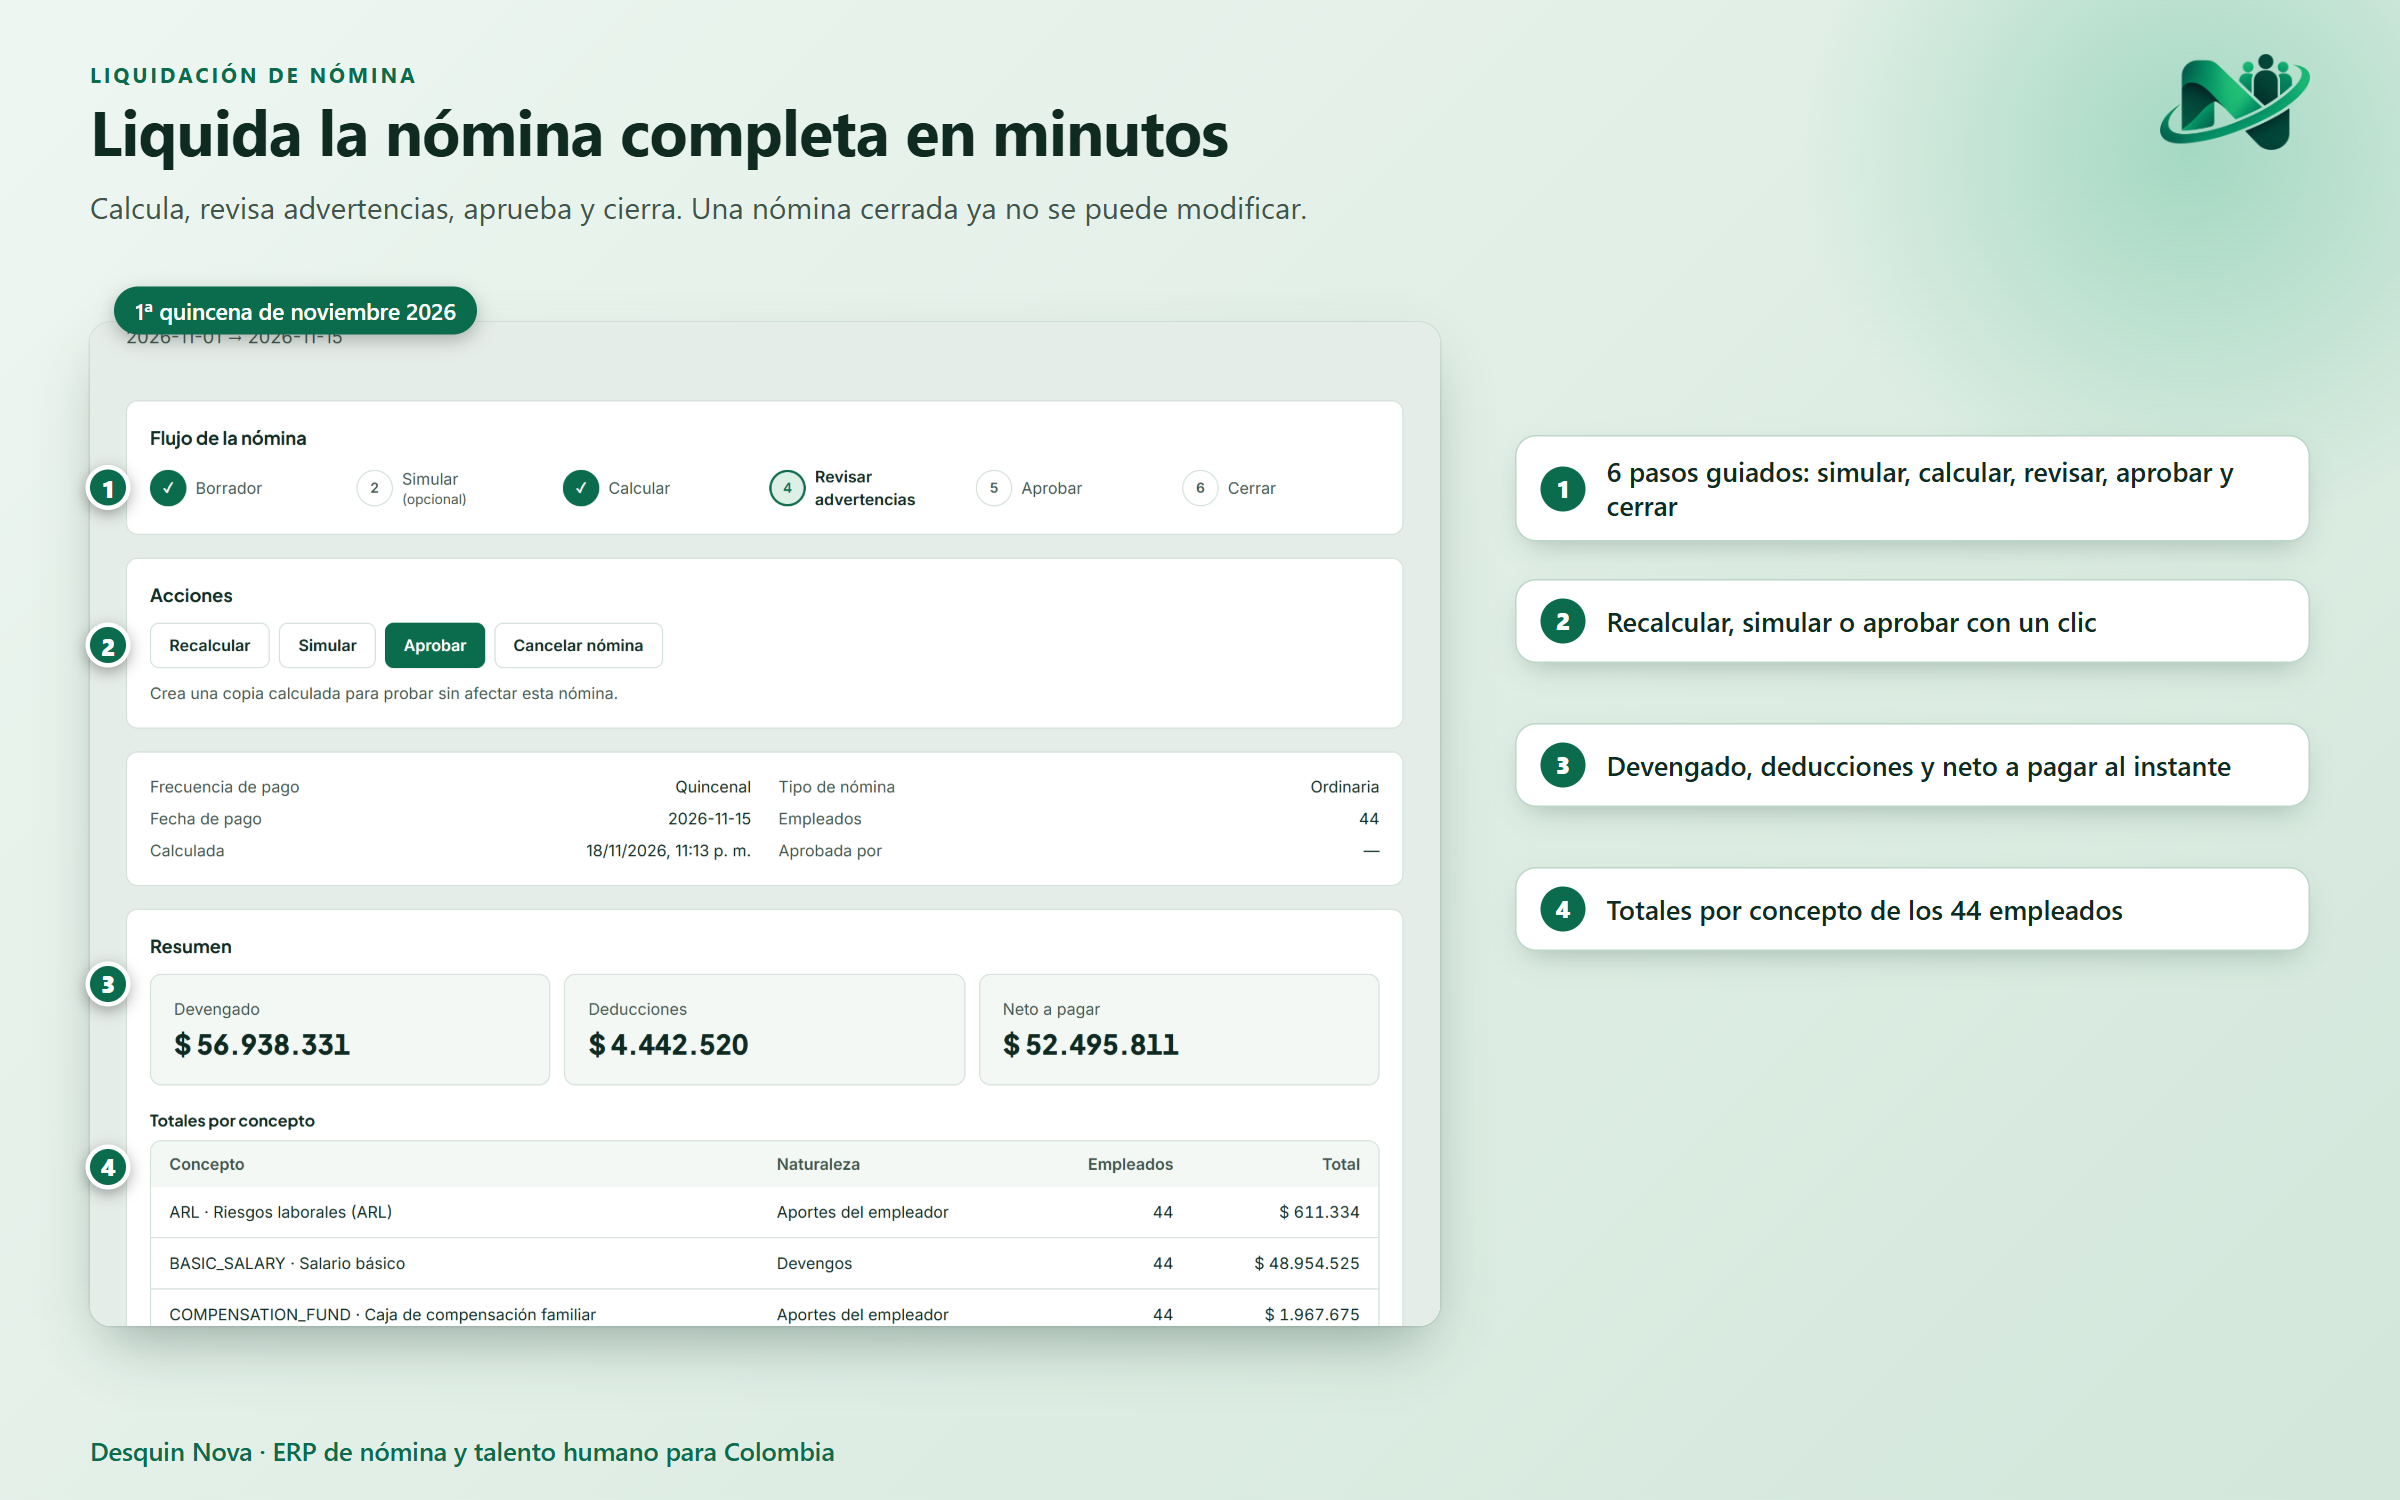 LIQUIDACIÓN DE NÓMINA
Liquida la nómina completa en minutos
Calcula, revisa advertencias, aprueba y cierra. Una nómina cerrada ya no se puede modificar.
1ª quincena de noviembre 2026
2026-11-01 → 2026-11-15
Flujo de la nómina
1
✓ Borrador
2 Simular (opcional)
✓ Calcular
4 Revisar advertencias
5 Aprobar
6 Cerrar
Acciones
2
Recalcular Simular Aprobar Cancelar nómina
Crea una copia calculada para probar sin afectar esta nómina.
Frecuencia de pago Quincenal Tipo de nómina Ordinaria
Fecha de pago 2026-11-15 Empleados 44
Calculada 18/11/2026, 11:13 p. m. Aprobada por —
Resumen
3
Devengado Deducciones Neto a pagar
$ 56.938.331 $ 4.442.520 $ 52.495.811
Totales por concepto
4
Concepto Naturaleza Empleados Total
ARL · Riesgos laborales (ARL) Aportes del empleador 44 $ 611.334
BASIC_SALARY · Salario básico Devengos 44 $ 48.954.525
COMPENSATION_FUND · Caja de compensación familiar Aportes del empleador 44 $ 1.967.675
1 6 pasos guiados: simular, calcular, revisar, aprobar y
cerrar
2 Recalcular, simular o aprobar con un clic
3 Devengado, deducciones y neto a pagar al instante
4 Totales por concepto de los 44 empleados
Desquin Nova · ERP de nómina y talento humano para Colombia